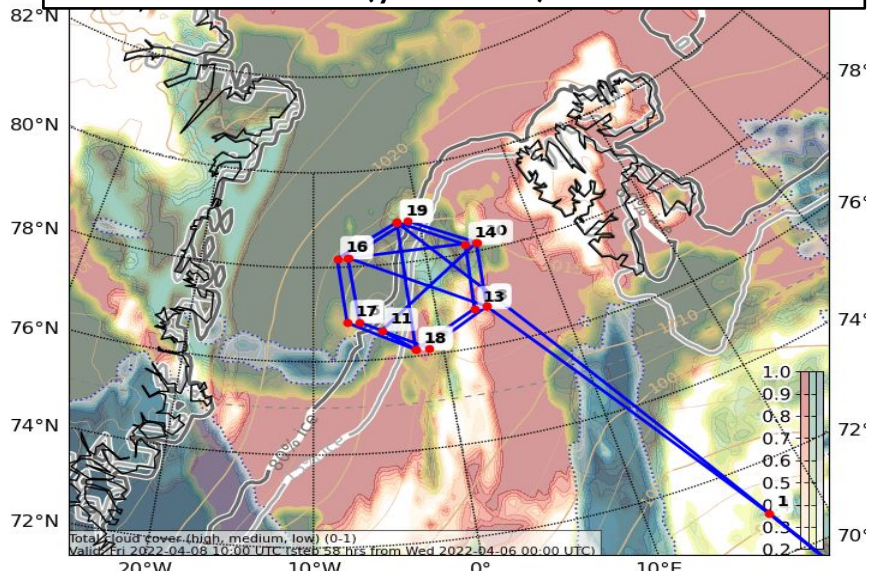 82°N
80°N
78°N
76°N
74°N
72°N
78°
76°
74°
72°
70°
1020
1010
19
14
16
13
17
11
18
1
80% ice
1.0
0.9
0.8
0.7
0.6
0.5
0.4
0.3
0.2
Total cloud cover (high, medium, low) (0-1)
Valid: Fri 2022-04-08 10:00 UTC (step 58 hrs from Wed 2022-04-06 00:00 UTC)
20°W
10°W
0°
10°E